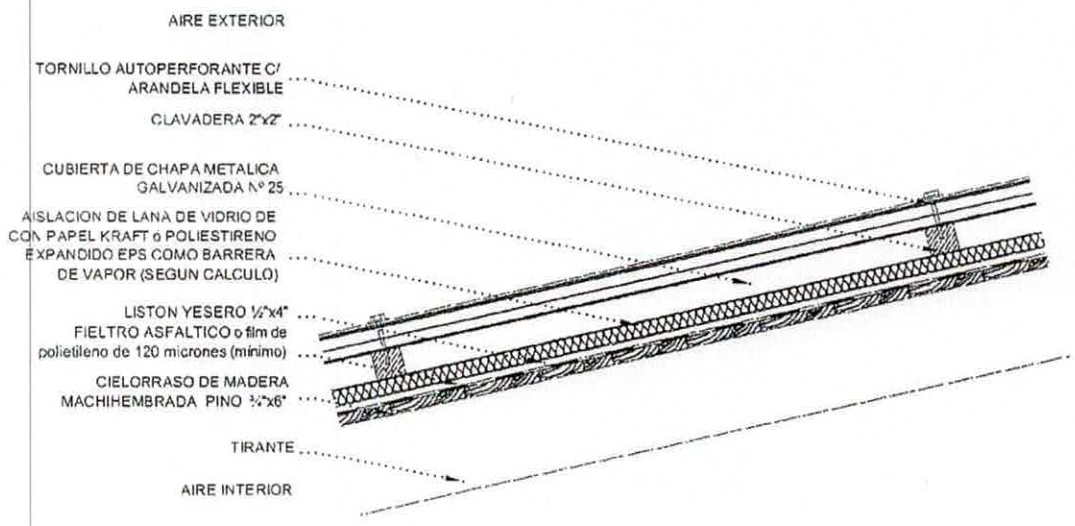 AIRE EXTERIOR
TORNILLO AUTOPERFORANTE C/
ARANDELA FLEXIBLE
CLAVADERA 2"x2"
CUBIERTA DE CHAPA METALICA
GALVANIZADA Nº 25
AISLACION DE LANA DE VIDRIO DE
CON PAPEL KRAFT ó POLIESTIRENO
EXPANDIDO EPS COMO BARRERA
DE VAPOR (SEGUN CALCULO)
LISTON YESERO ½"x4"
FIELTRO ASFALTICO o film de
polietileno de 120 micrones (mínimo)
CIELORRASO DE MADERA
MACHIHEMBRADA PINO ¾"x6"
TIRANTE
AIRE INTERIOR